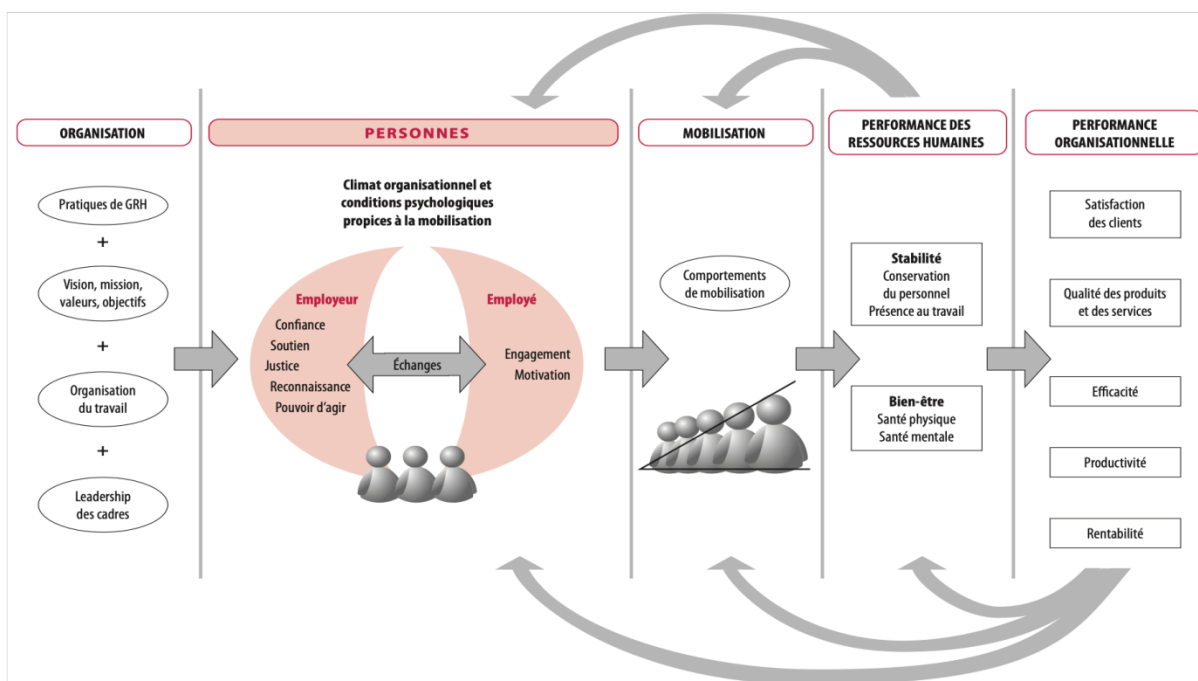 ORGANISATION
Pratiques de GRH
+
Vision, mission,
valeurs, objectifs
+
Organisation
du travail
+
Leadership
des cadres
PERSONNES
Climat organisationnel et
conditions psychologiques
propices à la mobilisation
Employeur
Confiance
Soutien
Justice
Reconnaissance
Pouvoir d'agir
Échanges
Employé
Engagement
Motivation
MOBILISATION
Comportements
de mobilisation
PERFORMANCE DES
RESSOURCES HUMAINES
Stabilité
Conservation
du personnel
Présence au travail
Bien-être
Santé physique
Santé mentale
PERFORMANCE
ORGANISATIONNELLE
Satisfaction
des clients
Qualité des produits
et des services
Efficacité
Productivité
Rentabilité